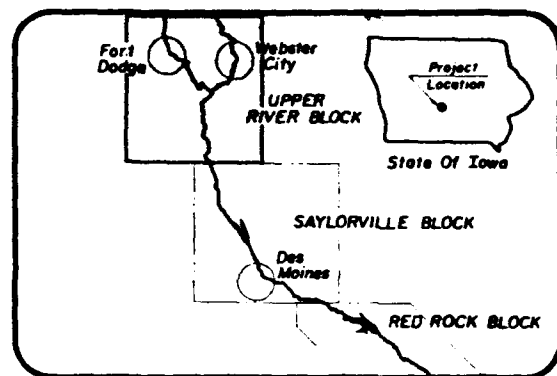 Fort
Dodge
Webster
City
UPPER
RIVER BLOCK
Project
Location
State Of Iowa
SAYLORVILLE BLOCK
Des
Moines
RED ROCK BLOCK